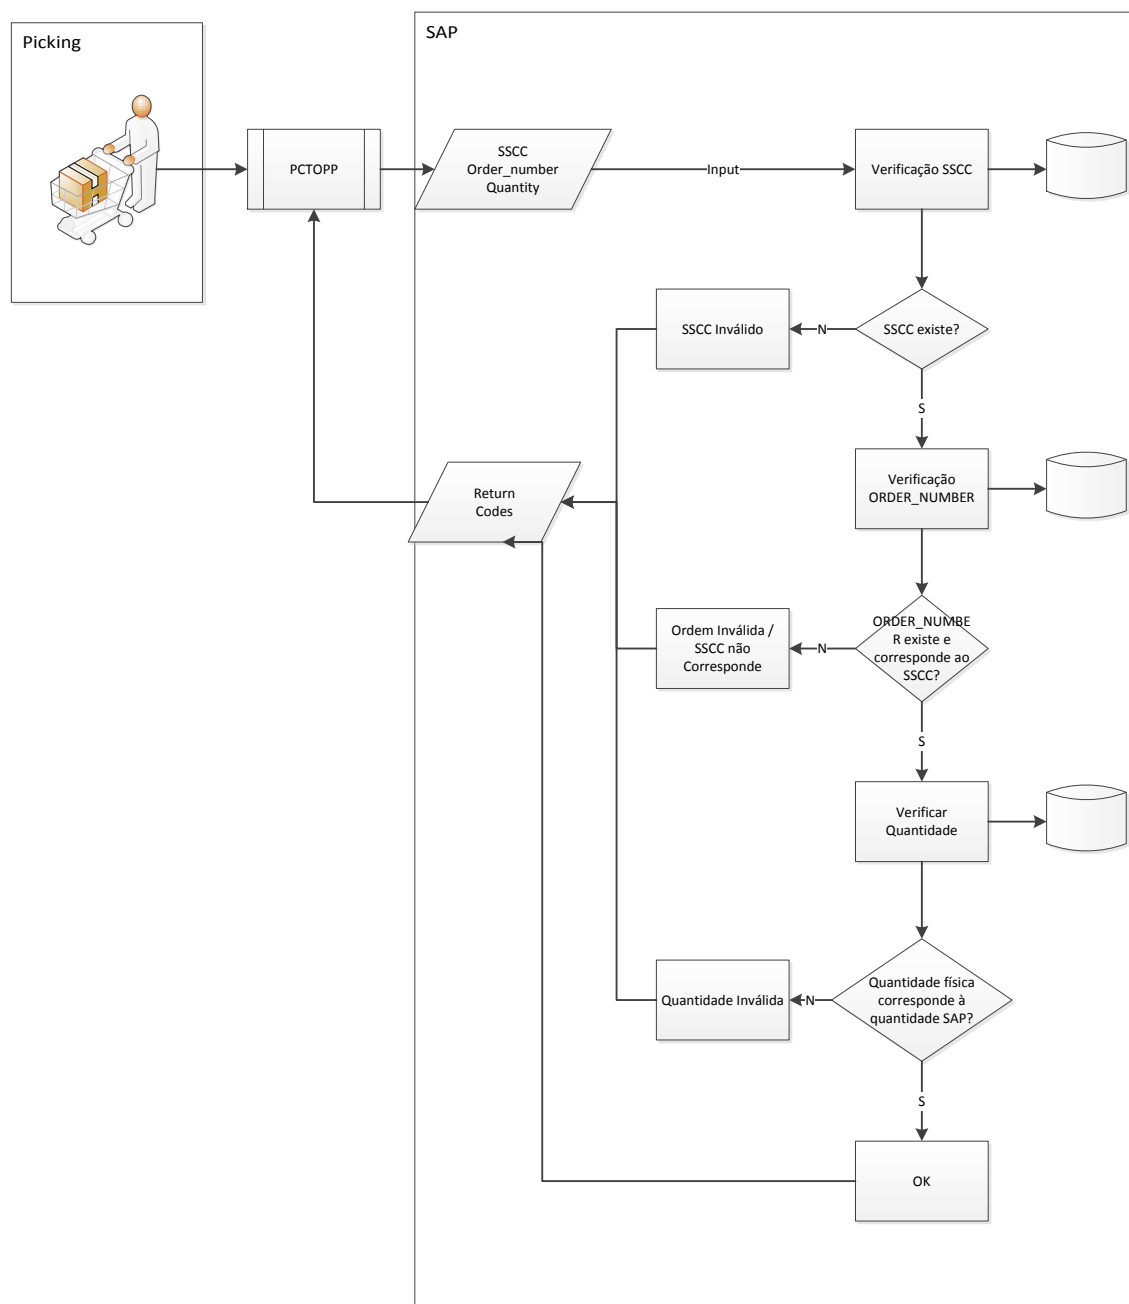 Picking
SAP
PCTOPP
SSCC
Order_number
Quantity
Input
Verificação SSCC
SSCC Inválido
N
SSCC existe?
S
Verificação
ORDER_NUMBER
Return
Codes
Ordem Inválida /
SSCC não
Corresponde
N
ORDER_NUMBE
R existe e
corresponde ao
SSCC?
S
Verificar
Quantidade
Quantidade Inválida
N
Quantidade física
corresponde à
quantidade SAP?
S
OK